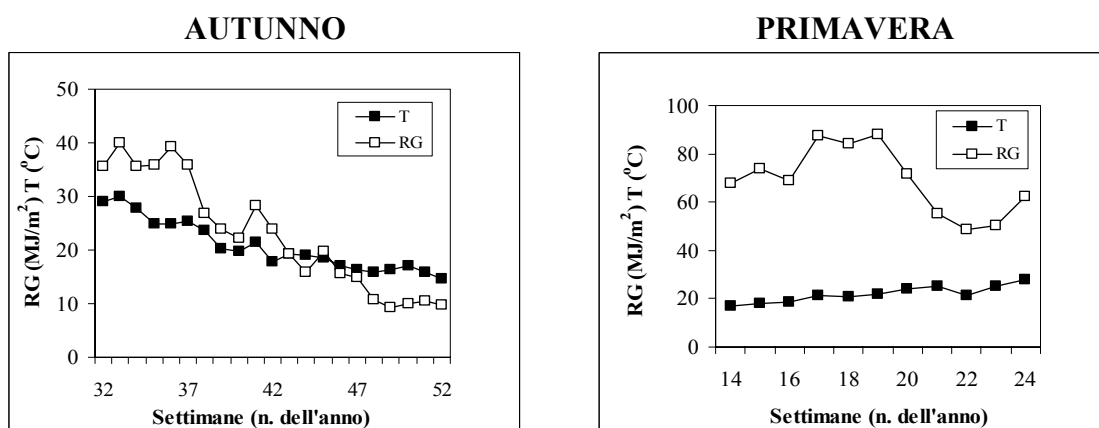 AUTUNNO
RG (MJ/m²) T (°C)
50
40
30
20
10
0
T
RG
32 37 42 47 52
Settimane (n. dell'anno)
PRIMAVERA
RG (MJ/m²) T (°C)
100
80
60
40
20
0
T
RG
14 16 18 20 22 24
Settimane (n. dell'anno)